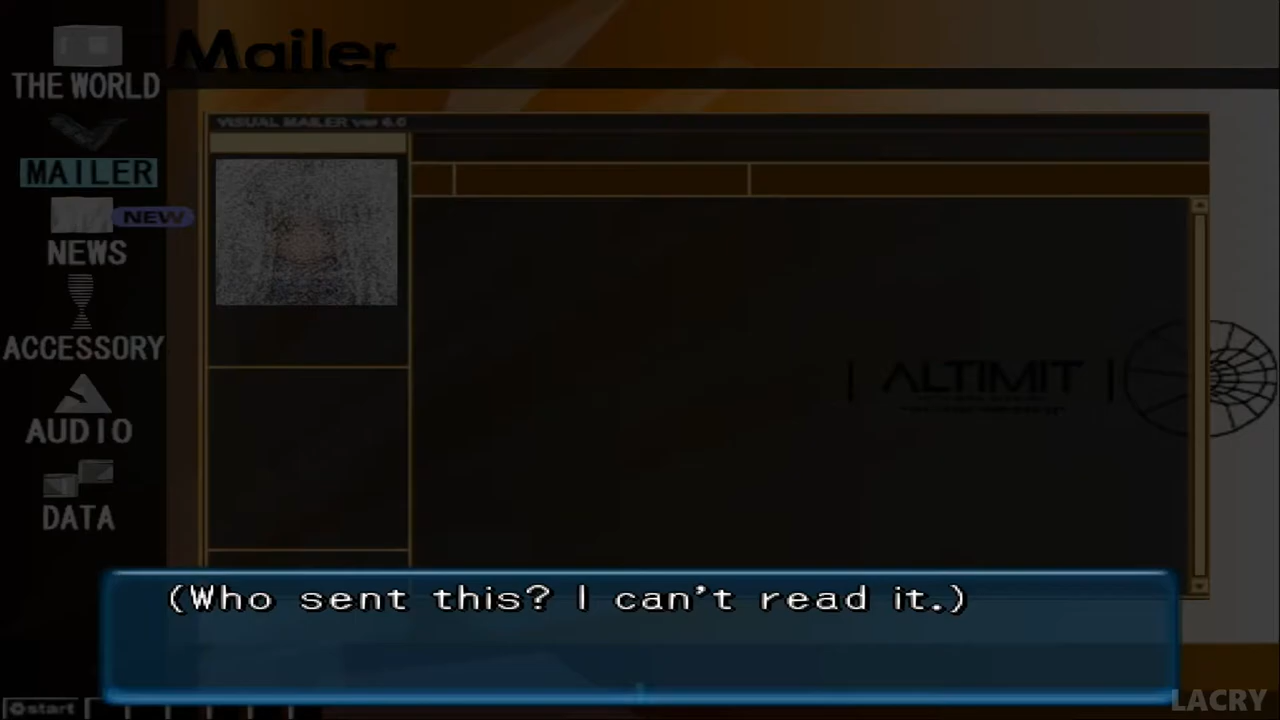 Mailer
THE WORLD
VISUAL MAILER ver 6.0
MAILER
NEW
NEWS
ACCESSORY
ALTIMIT
AUDIO
DATA
(Who sent this? I can't read it.)
start
LACRY